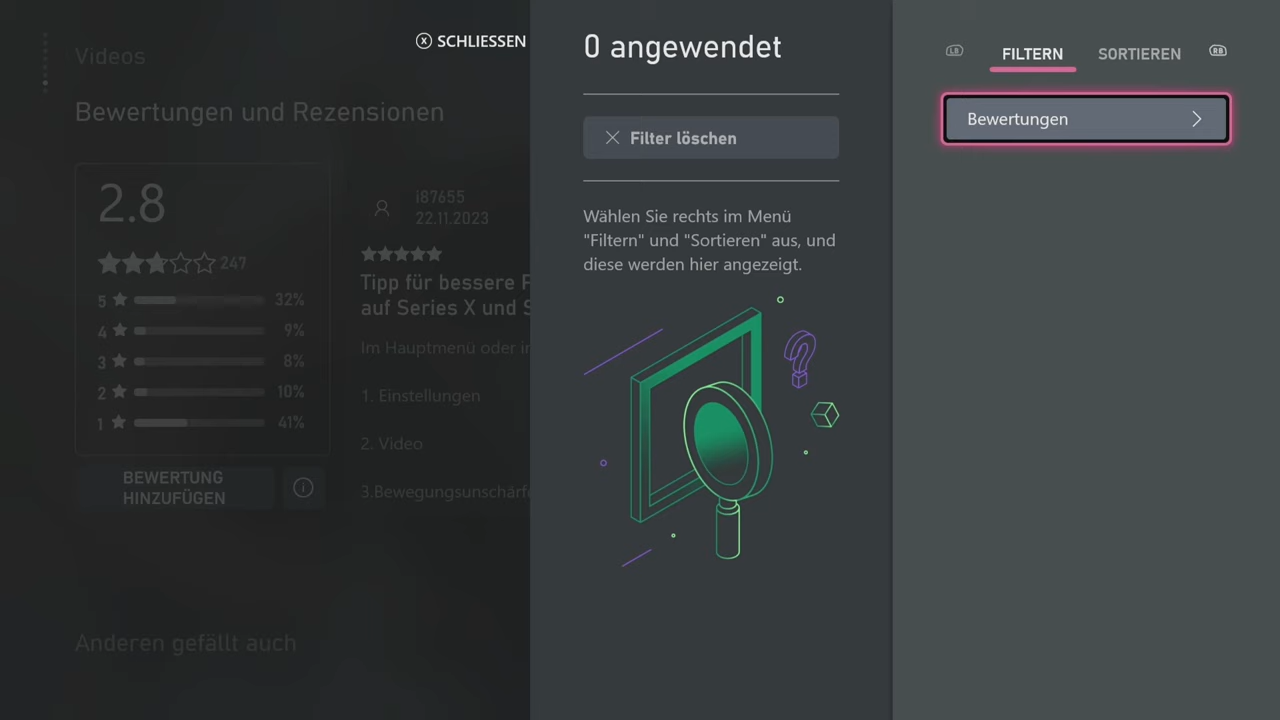 Videos
Bewertungen und Rezensionen
2.8
247
5 32%
4 9%
3 8%
2 10%
1 41%
BEWERTUNG
HINZUFÜGEN
i87655
22.11.2023
Tipp für bessere
auf Series X und
Im Hauptmenü oder
1. Einstellungen
2. Video
3.Bewegungsunschärf
Anderen gefällt auch
X SCHLIESSEN
0 angewendet
Filter löschen
Wählen Sie rechts im Menü
"Filtern" und "Sortieren" aus, und
diese werden hier angezeigt.
LB FILTERN SORTIEREN RB
Bewertungen